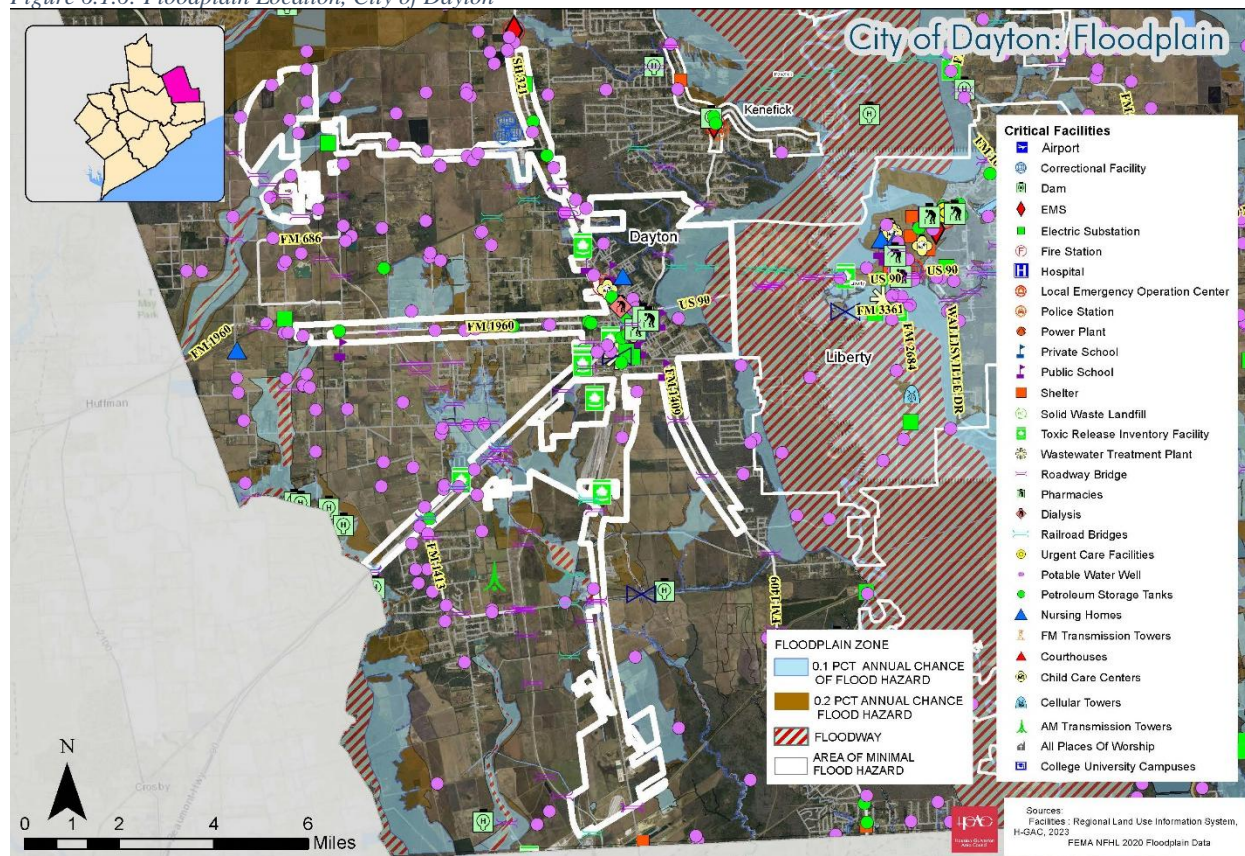 Figure 6.1.3: Floodplain Location, City of Dayton
City of Dayton: Floodplain
SH 321
Kenefick
Dayton
FM 686
US 90
US 90
US 90
FM 1960
FM 1960
FM 3361
FM 2684
WALLISVILLE DR
Liberty
FM 1409
Huffman
FM 1413
FM 1409
Crosby
N
0 1 2 4 6
Miles
FLOODPLAIN ZONE
0.1 PCT ANNUAL CHANCE
OF FLOOD HAZARD
0.2 PCT ANNUAL CHANCE
FLOOD HAZARD
FLOODWAY
AREA OF MINIMAL
FLOOD HAZARD
Critical Facilities
Airport
Correctional Facility
Dam
EMS
Electric Substation
Fire Station
Hospital
Local Emergency Operation Center
Police Station
Power Plant
Private School
Public School
Shelter
Solid Waste Landfill
Toxic Release Inventory Facility
Wastewater Treatment Plant
Roadway Bridge
Pharmacies
Dialysis
Railroad Bridges
Urgent Care Facilities
Potable Water Well
Petroleum Storage Tanks
Nursing Homes
FM Transmission Towers
Courthouses
Child Care Centers
Cellular Towers
AM Transmission Towers
All Places Of Worship
College University Campuses
Sources:
Facilities : Regional Land Use Information System,
H-GAC, 2023
FEMA NFHL 2020 Floodplain Data